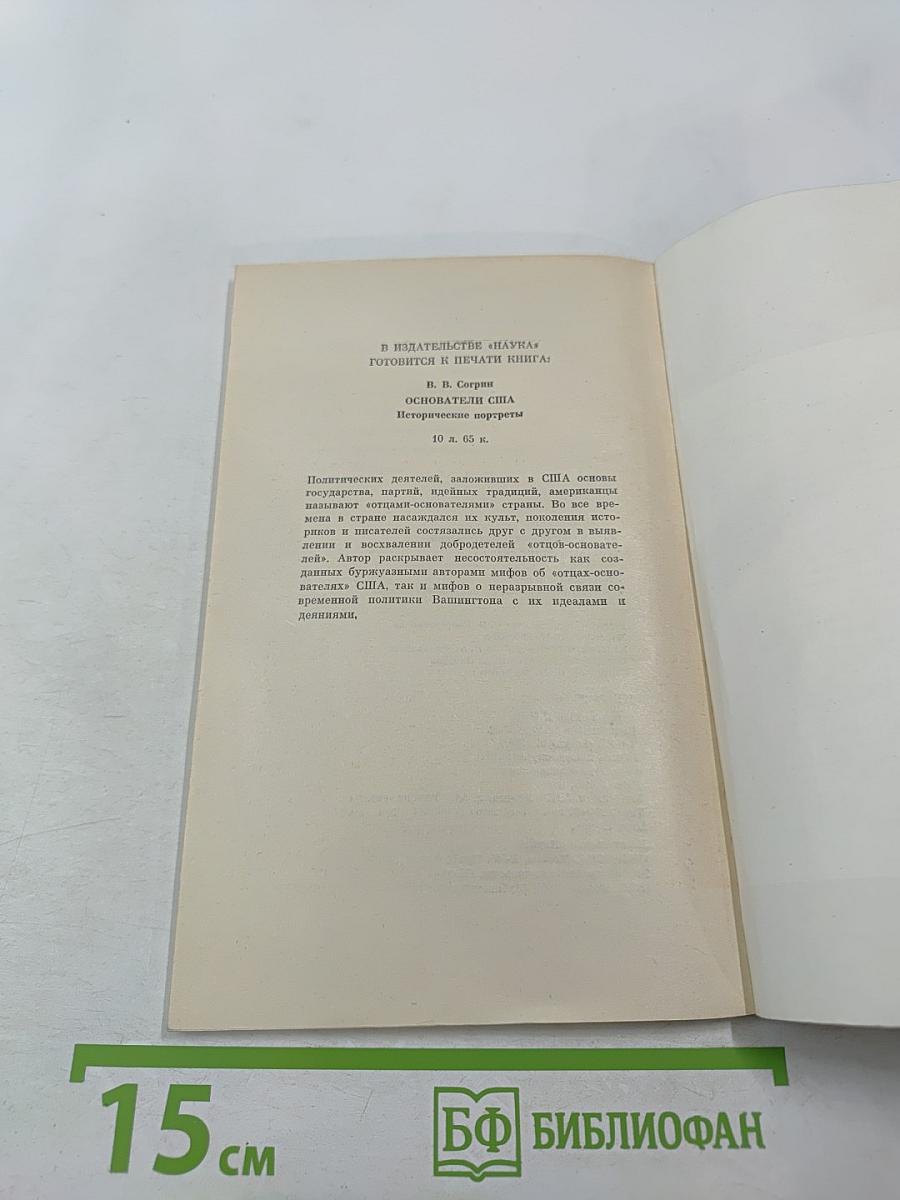 В ИЗДАТЕЛЬСТВЕ «НАУКА»
ГОТОВИТСЯ К ПЕЧАТИ КНИГА:
В. В. Согрин
ОСНОВАТЕЛИ США
Исторические портреты
10 л. 65 к.
Политических деятелей, заложивших в США основы
государства, партий, идейных традиций, американцы
называют «отцами-основателями» страны. Во все вре-
мена в стране насаждался их культ, поколения исто-
риков и писателей состязались друг с другом в выяв-
лении и восхвалении добродетелей «отцов-основате-
лей». Автор раскрывает несостоятельность как соз-
данных буржуазными авторами мифов об «отцах-осно-
вателях» США, так и мифов о неразрывной связи со-
временной политики Вашингтона с их идеалами и
деяниями.
15 см
БФ БИБЛИОФАН